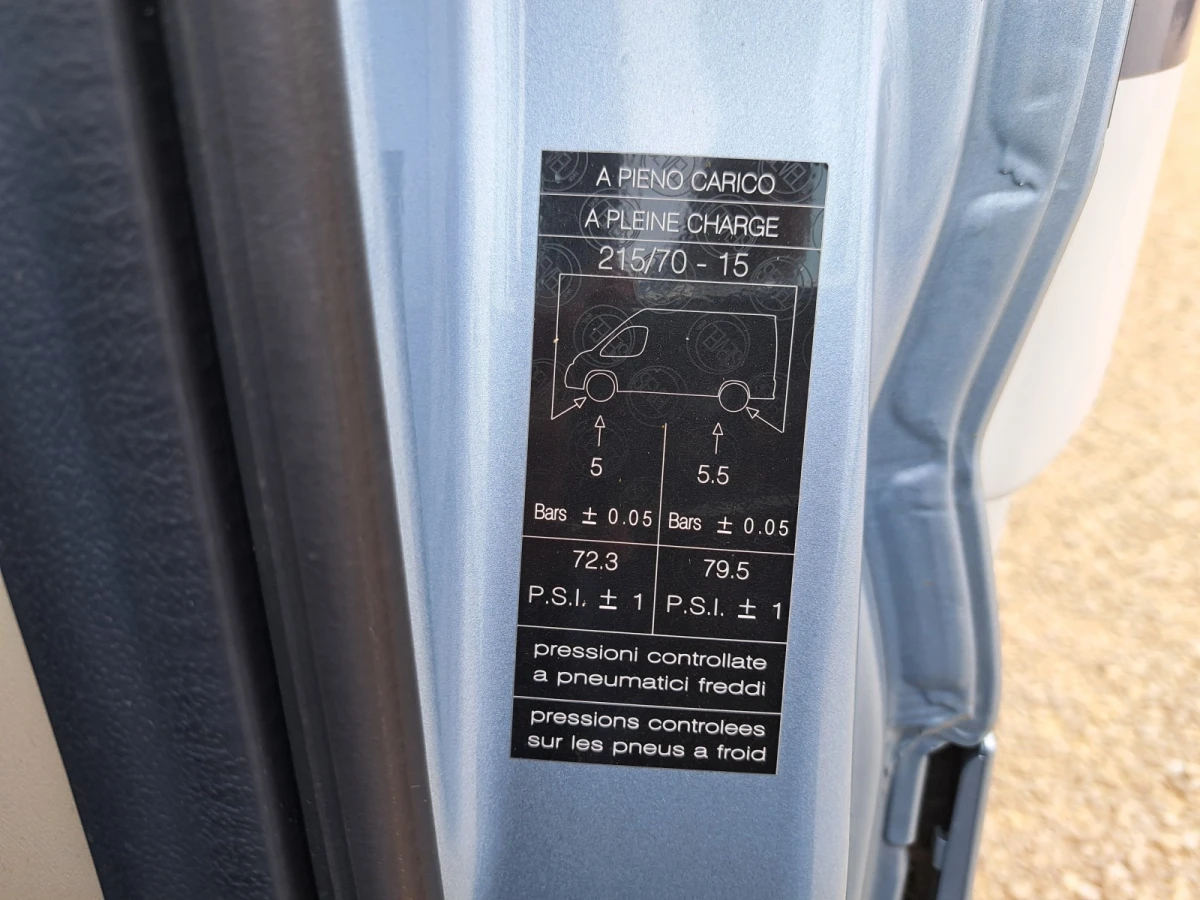 A PIENO CARICO
A PLEINE CHARGE
215/70 - 15
5
5.5
Bars ± 0.05
Bars ± 0.05
72.3
79.5
P.S.I. ± 1
P.S.I. ± 1
pressioni controllate
a pneumatici freddi
pressions controlees
sur les pneus a froid